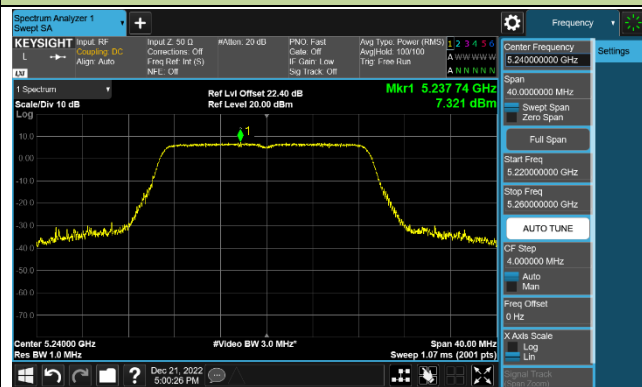 Spectrum Analyzer 1
Swept SA
Frequency
KEYSIGHT
L
LXI
Input: RF
Coupling: DC
Align: Auto
Input Z: 50 Ω
Corrections: Off
Freq Ref: Int (S)
NFE: Off
#Atten: 20 dB
PNO: Fast
Gate: Off
IF Gain: Low
Sig Track: Off
Avg Type: Power (RMS)
Avg|Hold: 100/100
Trig: Free Run
1 2 3 4 5 6
A W W W W W
A N N N N N
1 Spectrum
Scale/Div 10 dB
Log
Ref Lvl Offset 22.40 dB
Ref Level 20.00 dBm
Mkr1 5.237 74 GHz
7.321 dBm
1
10.0
0.00
-10.0
-20.0
-30.0
-40.0
-50.0
-60.0
-70.0
Center 5.24000 GHz
Res BW 1.0 MHz
#Video BW 3.0 MHz*
Span 40.00 MHz
Sweep 1.07 ms (2001 pts)
Dec 21, 2022
5:00:26 PM
?
Center Frequency
5.240000000 GHz
Span
40.0000000 MHz
Swept Span
Zero Span
Full Span
Start Freq
5.220000000 GHz
Stop Freq
5.260000000 GHz
AUTO TUNE
CF Step
4.000000 MHz
Auto
Man
Freq Offset
0 Hz
X Axis Scale
Log
Lin
Signal Track
(Span Zoom)
Settings